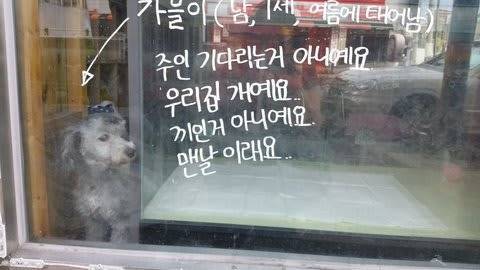 가을이 (남, 1세, 여름에 태어남)
주인 기다리는거 아니예요
우리집 개예요..
끼인거 아니예요.
맨날 이래요..